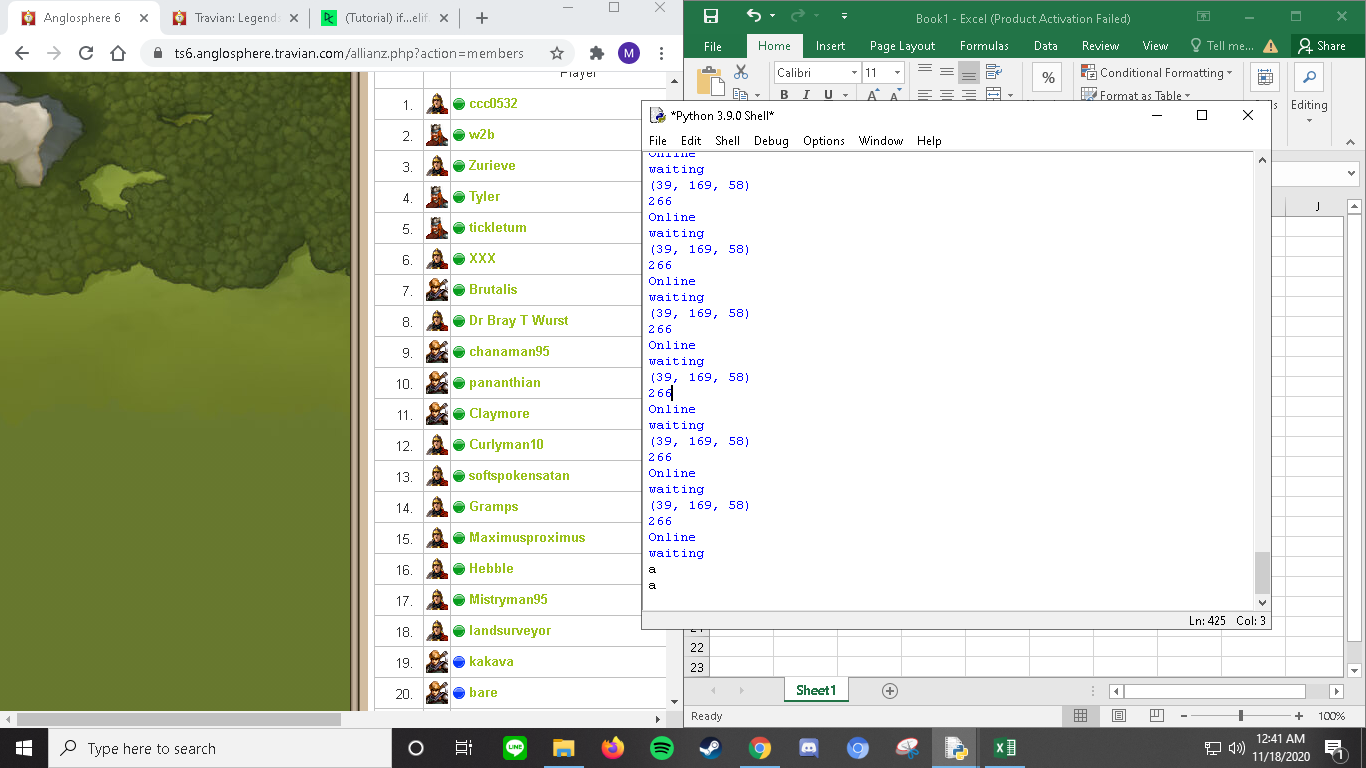 Anglosphere 6
Travian: Legends
(Tutorial) if...elif
Book1 - Excel (Product Activation Failed)
ts6.anglosphere.travian.com/allianz.php?action=members
M
File
Home
Insert
Page Layout
Formulas
Data
Review
View
Tell me...
Share
Calibri
11
B I U
A A
%
Conditional Formatting
Format as Table
Editing
Player
1. ccc0532
2. w2b
3. Zurieve
4. Tyler
5. tickletum
6. XXX
7. Brutalis
8. Dr Bray T Wurst
9. chanaman95
10. pananthian
11. Claymore
12. Curlyman10
13. softspokensatan
14. Gramps
15. Maximusproximus
16. Hebble
17. Mistryman95
18. landsurveyor
19. kakava
20. bare
*Python 3.9.0 Shell*
File Edit Shell Debug Options Window Help
Online
waiting
(39, 169, 58)
266
Online
waiting
(39, 169, 58)
266
Online
waiting
(39, 169, 58)
266
Online
waiting
(39, 169, 58)
266
Online
waiting
(39, 169, 58)
266
Online
waiting
(39, 169, 58)
266
Online
waiting
a
a
Ln: 425 Col: 3
J
22
23
Sheet1
Ready
100%
Type here to search
LINE
12:41 AM
11/18/2020
1